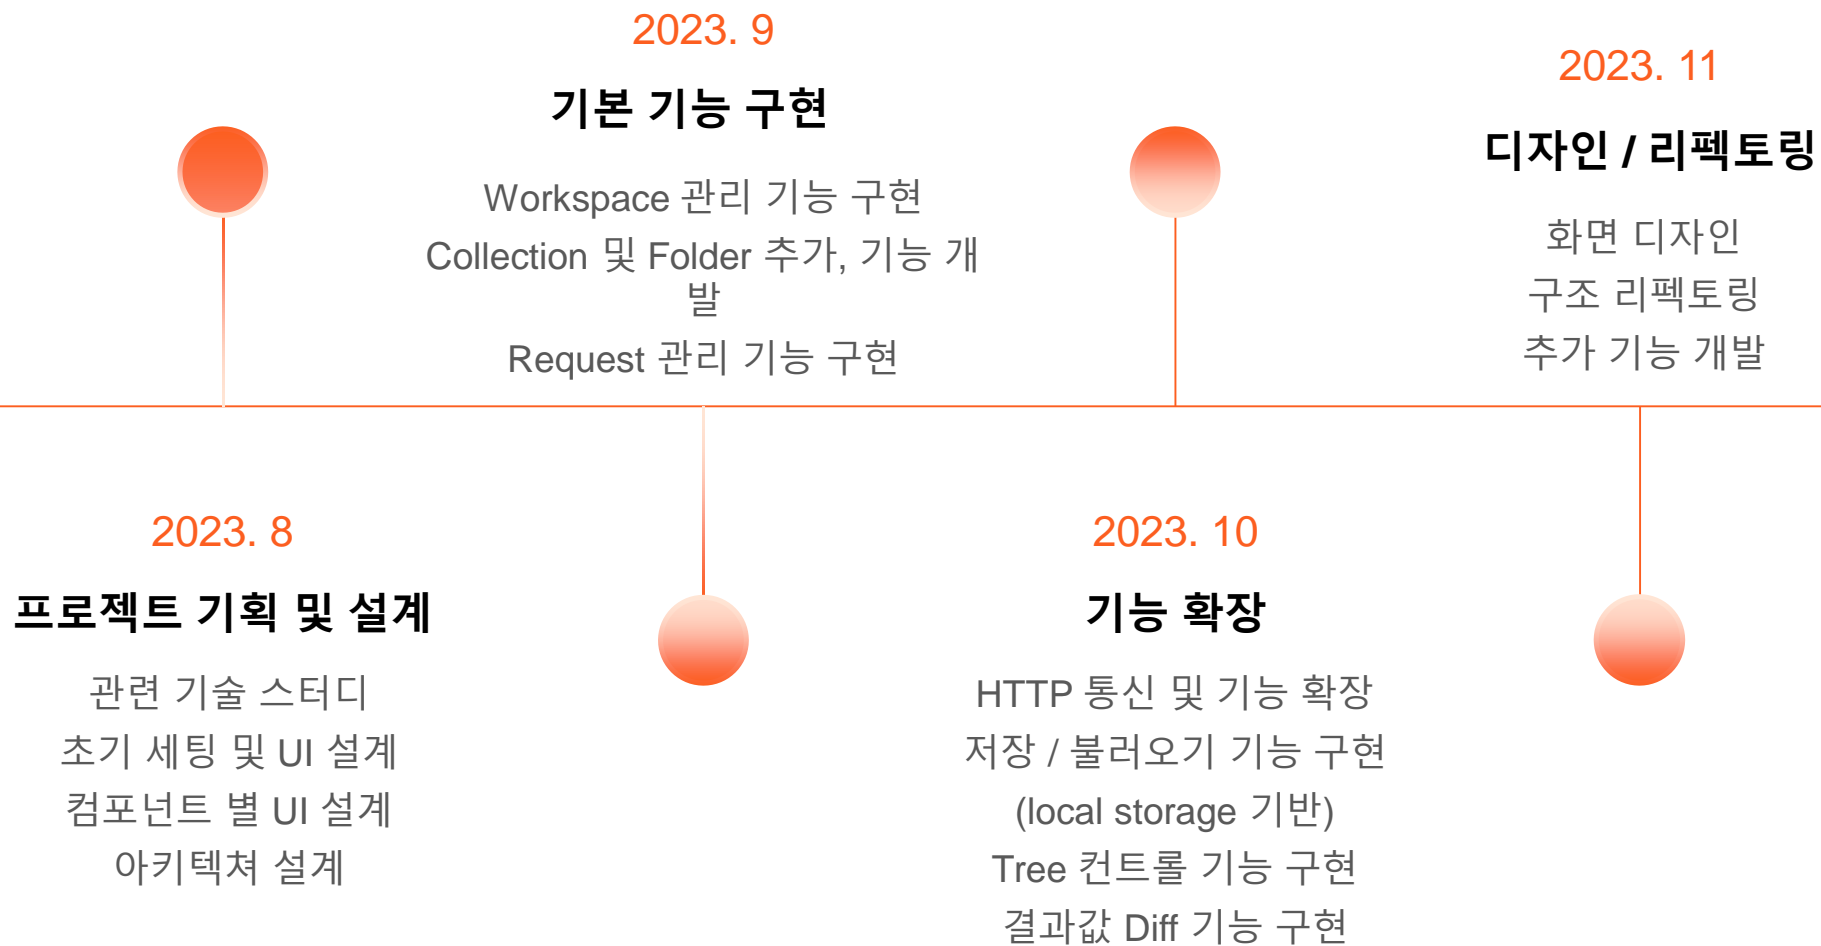 2023. 8
프로젝트 기획 및 설계
관련 기술 스터디
초기 세팅 및 UI 설계
컴포넌트 별 UI 설계
아키텍쳐 설계
2023. 9
기본 기능 구현
Workspace 관리 기능 구현
Collection 및 Folder 추가, 기능 개
발
Request 관리 기능 구현
2023. 10
기능 확장
HTTP 통신 및 기능 확장
저장 / 불러오기 기능 구현
(local storage 기반)
Tree 컨트롤 기능 구현
결과값 Diff 기능 구현
2023. 11
디자인 / 리펙토링
화면 디자인
구조 리펙토링
추가 기능 개발